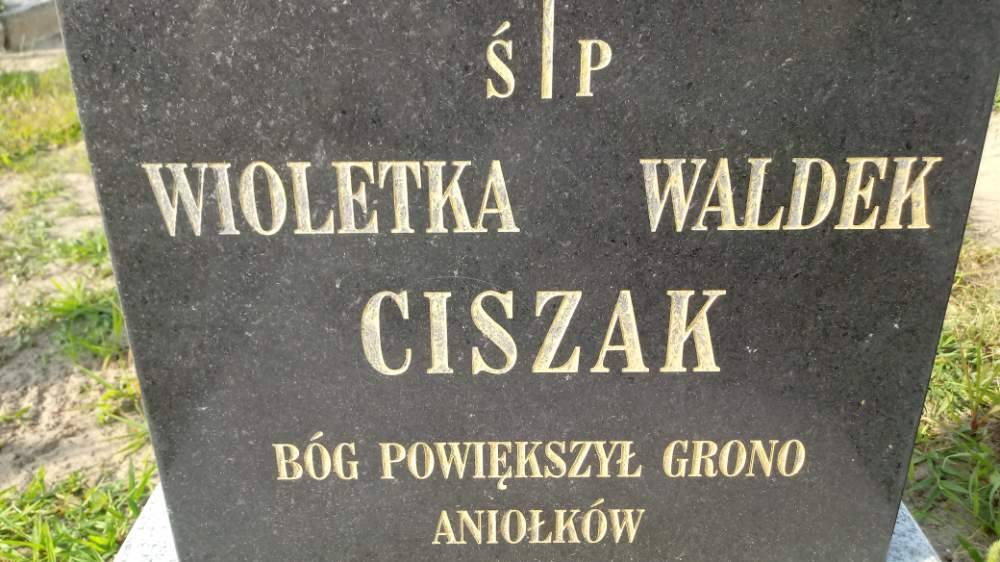 Ś P
WIOLETKA WALDEK
CISZAK
BÓG POWIĘKSZYŁ GRONO
ANIOŁKÓW